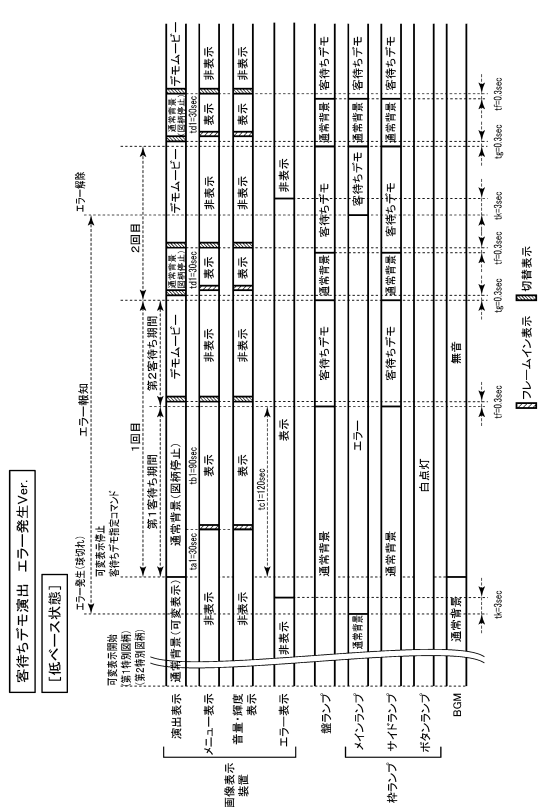 客待ちデモ演出 エラー発生Ver.
[低ベース状態]
エラー報知
エラー発生(球切れ)
エラー解除
可変表示開始
(第1特別図柄)
(第2特別図柄)
可変表示停止
客待ちデモ指定コマンド
1回目
2回目
第1客待ち期間
第2客待ち期間
画像表示装置
演出表示
通常背景(可変表示)
通常背景(図柄停止)
デモムービー
通常背景
(図柄停止)
デモムービー
通常背景
(図柄停止)
デモムービー
ta1=30sec
tb1=90sec
td1=30sec
td1=30sec
メニュー表示
非表示
表示
非表示
表示
非表示
表示
非表示
音量・輝度表示
非表示
表示
非表示
表示
非表示
表示
非表示
tc1=120sec
エラー表示
非表示
表示
非表示
盤ランプ
通常背景
客待ちデモ
通常背景
客待ちデモ
通常背景
客待ちデモ
枠ランプ
メインランプ
通常背景
エラー
客待ちデモ
通常背景
客待ちデモ
サイドランプ
通常背景
客待ちデモ
通常背景
客待ちデモ
通常背景
客待ちデモ
ボタンランプ
白点灯
BGM
通常背景
無音
tk=3sec
tf=0.3sec
tg=0.3sec
tf=0.3sec
tk=3sec
tg=0.3sec
tf=0.3sec
フレームイン表示
切替表示